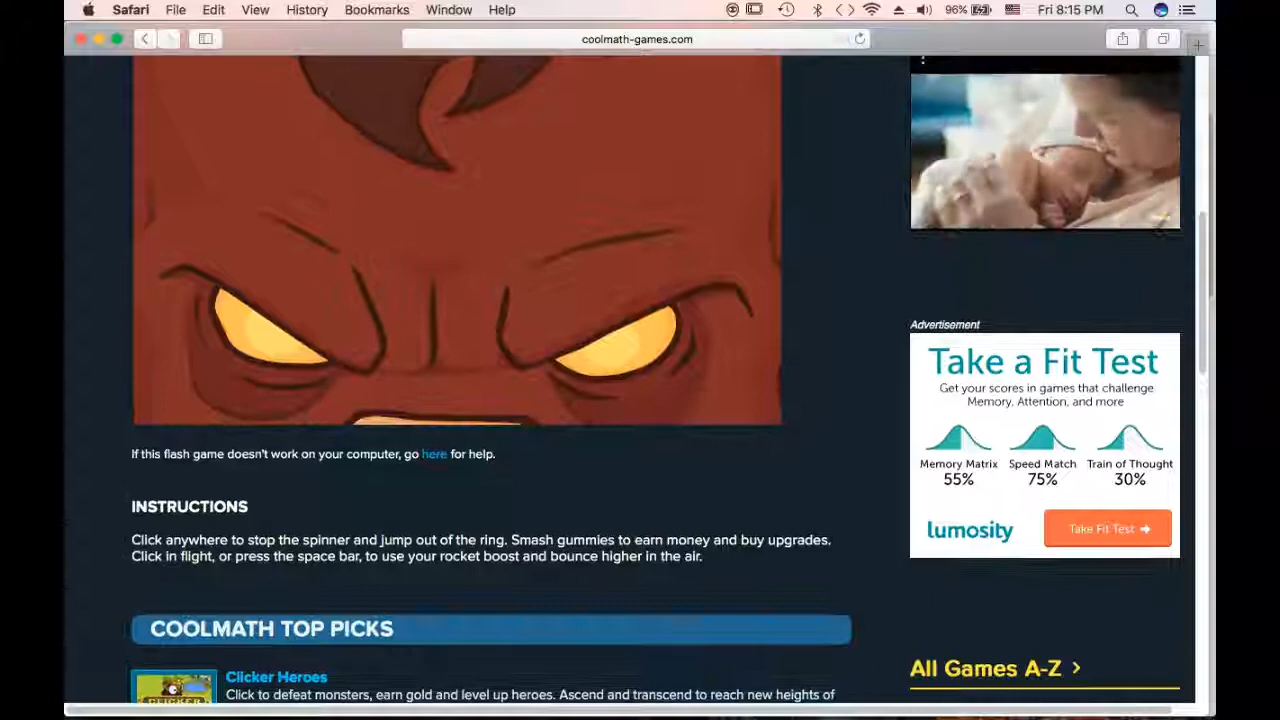 Safari File Edit View History Bookmarks Window Help 96% Fri 8:15 PM
coolmath-games.com
Advertisement
Take a Fit Test
Get your scores in games that challenge
Memory, Attention, and more
Memory Matrix Speed Match Train of Thought
55% 75% 30%
lumosity Take Fit Test
If this flash game doesn't work on your computer, go here for help.
INSTRUCTIONS
Click anywhere to stop the spinner and jump out of the ring. Smash gummies to earn money and buy upgrades.
Click in flight, or press the space bar, to use your rocket boost and bounce higher in the air.
COOLMATH TOP PICKS
Clicker Heroes
Click to defeat monsters, earn gold and level up heroes. Ascend and transcend to reach new heights of
CLICKER
All Games A-Z >